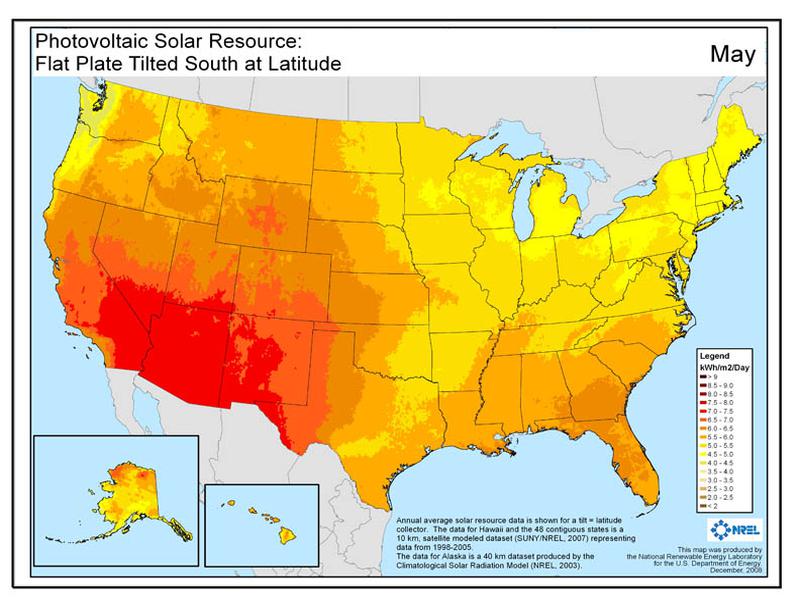 Photovoltaic Solar Resource:
Flat Plate Tilted South at Latitude
May
Legend
kWh/m2/Day
> 9
8.5 - 9.0
8.0 - 8.5
7.5 - 8.0
7.0 - 7.5
6.5 - 7.0
6.0 - 6.5
5.5 - 6.0
5.0 - 5.5
4.5 - 5.0
4.0 - 4.5
3.5 - 4.0
3.0 - 3.5
2.5 - 3.0
2.0 - 2.5
< 2
Annual average solar resource data is shown for a tilt = latitude
collector. The data for Hawaii and the 48 contiguous states is a
10 km, satellite modeled dataset (SUNY/NREL, 2007) representing
data from 1998-2005.
The data for Alaska is a 40 km dataset produced by the
Climatological Solar Radiation Model (NREL, 2003).
NREL
This map was produced by
the National Renewable Energy Laboratory
for the U.S. Department of Energy.
December, 2008